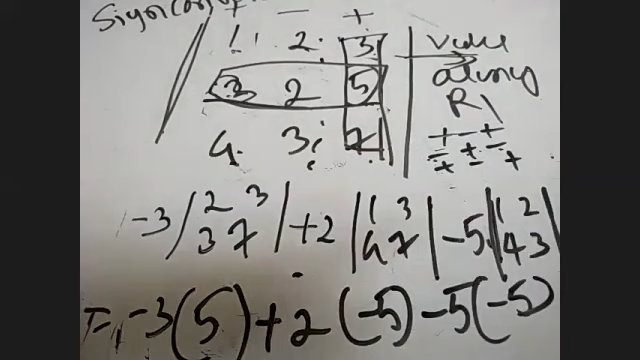 Sign
+ − +
1 2 3 value
3 2 5 along
4 3 7 R1
+ − +
− + −
+ − +
-3 |2 3| +2 |1 3| -5 |1 2|
3 7 4 7 4 3
= -3(5) +2(-5) -5(-5)